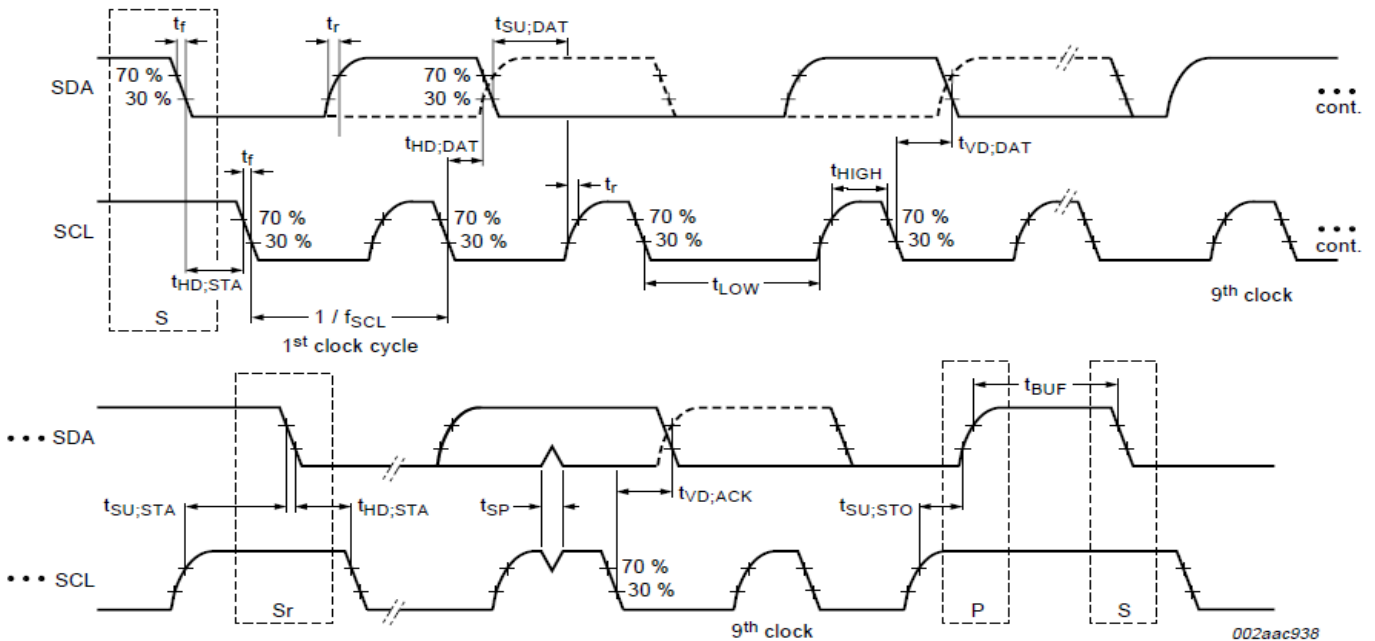 tf tr tSU;DAT
70 % 70 %
SDA
30 % 30 %
cont.
tHD;DAT tVD;DAT
tf tHIGH
tr
70 % 70 % 70 % 70 %
SCL
30 % 30 % 30 % 30 %
cont.
tHD;STA tLOW
9th clock
S 1 / fSCL
1st clock cycle
tBUF
••• SDA
tSU;STA tHD;STA tSP tVD;ACK tSU;STO
70 %
••• SCL 30 %
Sr P S
9th clock 002aac938